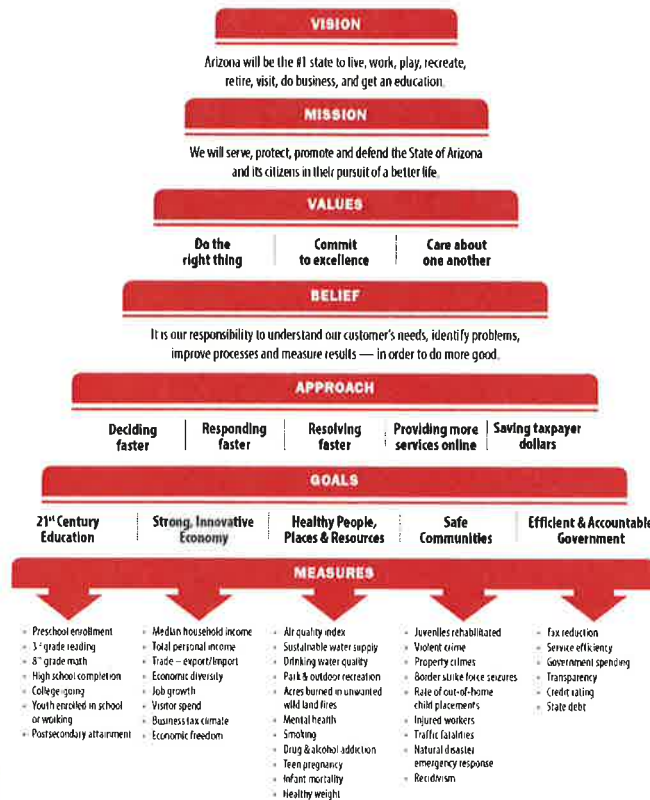 VISION
Arizona will be the #1 state to live, work, play, recreate,
retire, visit, do business, and get an education.
MISSION
We will serve, protect, promote and defend the State of Arizona
and its citizens in their pursuit of a better life.
VALUES
Do the
right thing
Commit
to excellence
Care about
one another
BELIEF
It is our responsibility to understand our customer's needs, identify problems,
improve processes and measure results — in order to do more good.
APPROACH
Deciding
faster
Responding
faster
Resolving
faster
Providing more
services online
Saving taxpayer
dollars
GOALS
21st Century
Education
Strong, Innovative
Economy
Healthy People,
Places & Resources
Safe
Communities
Efficient & Accountable
Government
MEASURES
» Preschool enrollment
» 3rd grade reading
» 8th grade math
» High school completion
» College-going
» Youth enrolled in school
or working
» Postsecondary attainment
» Median household income
» Total personal income
» Trade – export/import
» Economic diversity
» Job growth
» Visitor spend
» Business tax climate
» Economic freedom
» Air quality index
» Sustainable water supply
» Drinking water quality
» Park & outdoor recreation
» Acres burned in unwanted
wild land fires
» Mental health
» Smoking
» Drug & alcohol addiction
» Teen pregnancy
» Infant mortality
» Healthy weight
» Juveniles rehabilitated
» Violent crime
» Property crimes
» Border strike force seizures
» Rate of out-of-home
child placements
» Injured workers
» Traffic fatalities
» Natural disaster
emergency response
» Recidivism
» Tax reduction
» Service efficiency
» Government spending
» Transparency
» Credit rating
» State debt